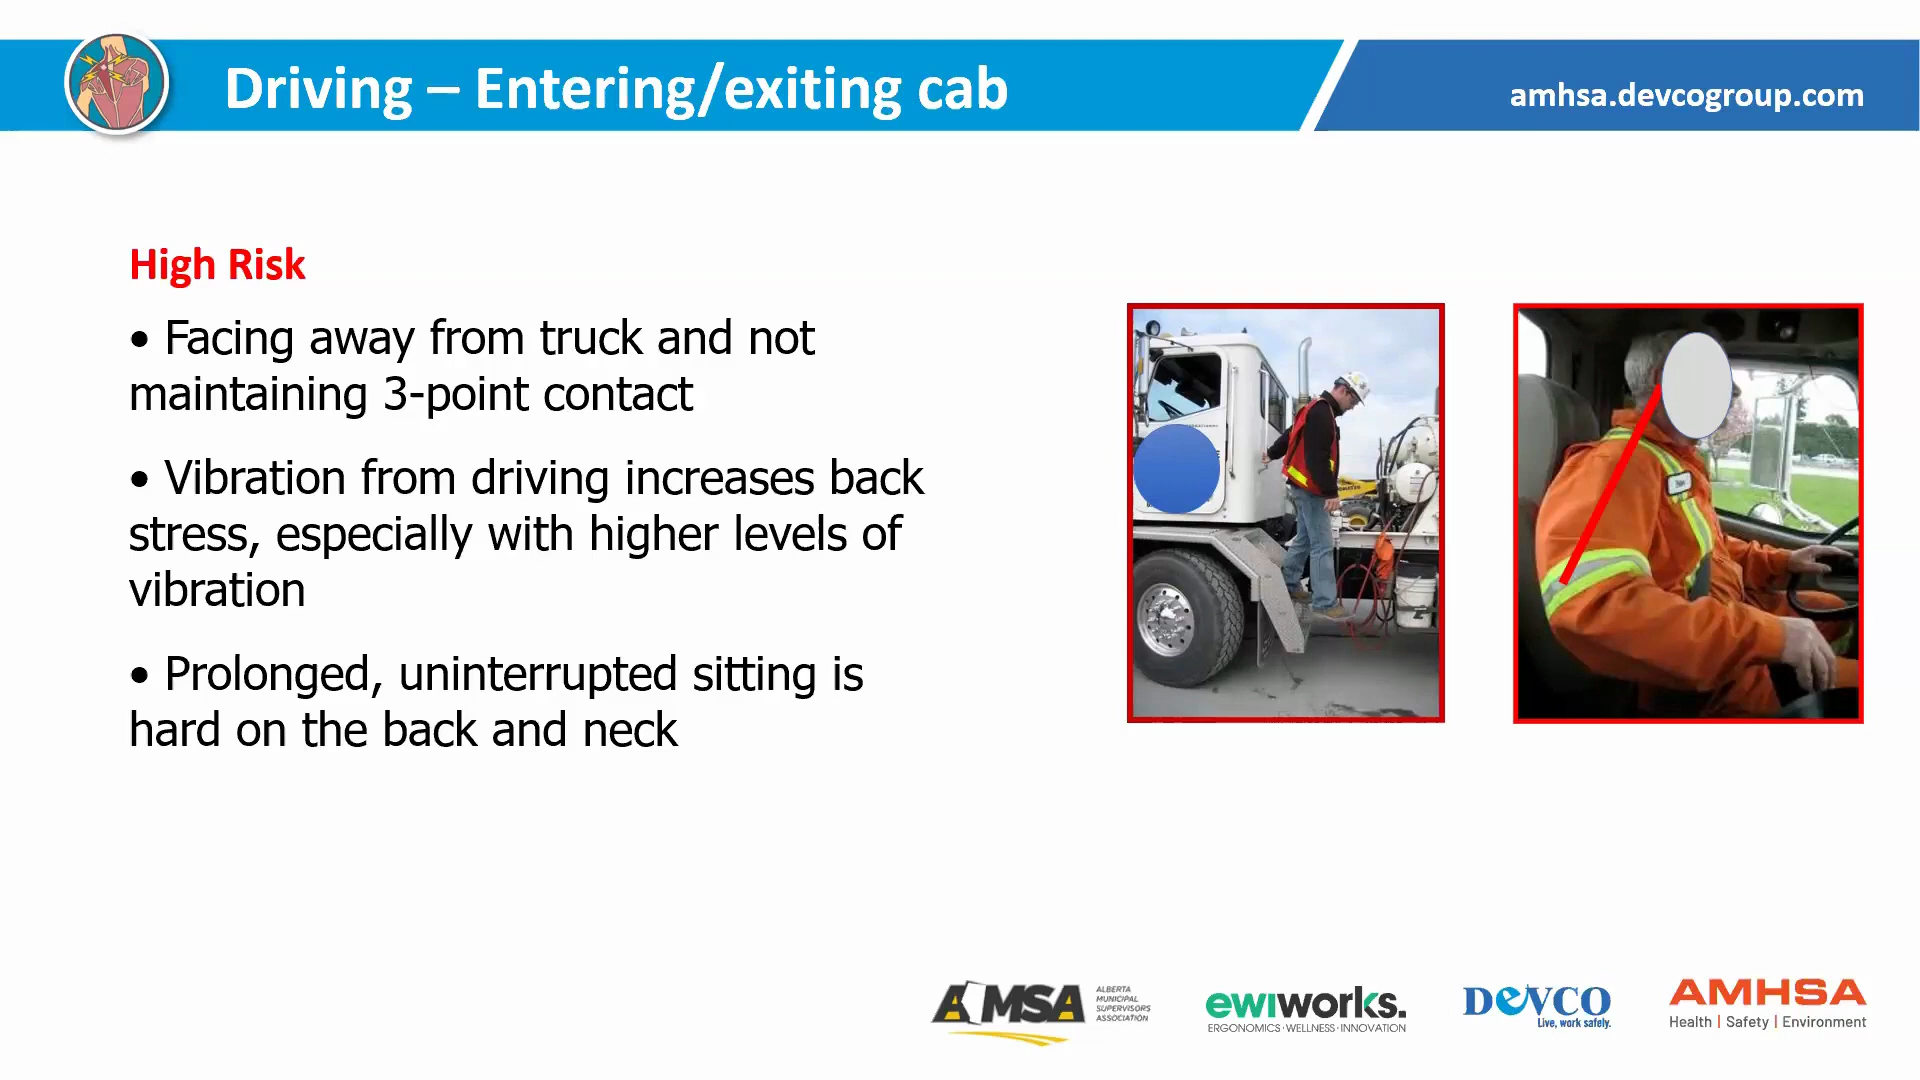 Driving – Entering/exiting cab
amhsa.devcogroup.com
High Risk
• Facing away from truck and not
maintaining 3-point contact
• Vibration from driving increases back
stress, especially with higher levels of
vibration
• Prolonged, uninterrupted sitting is
hard on the back and neck
AMSA
ALBERTA
MUNICIPAL
SUPERVISORS
ASSOCIATION
ewiworks.
ERGONOMICS·WELLNESS·INNOVATION
DEVCO
Live, work safely.
AMHSA
Health | Safety | Environment